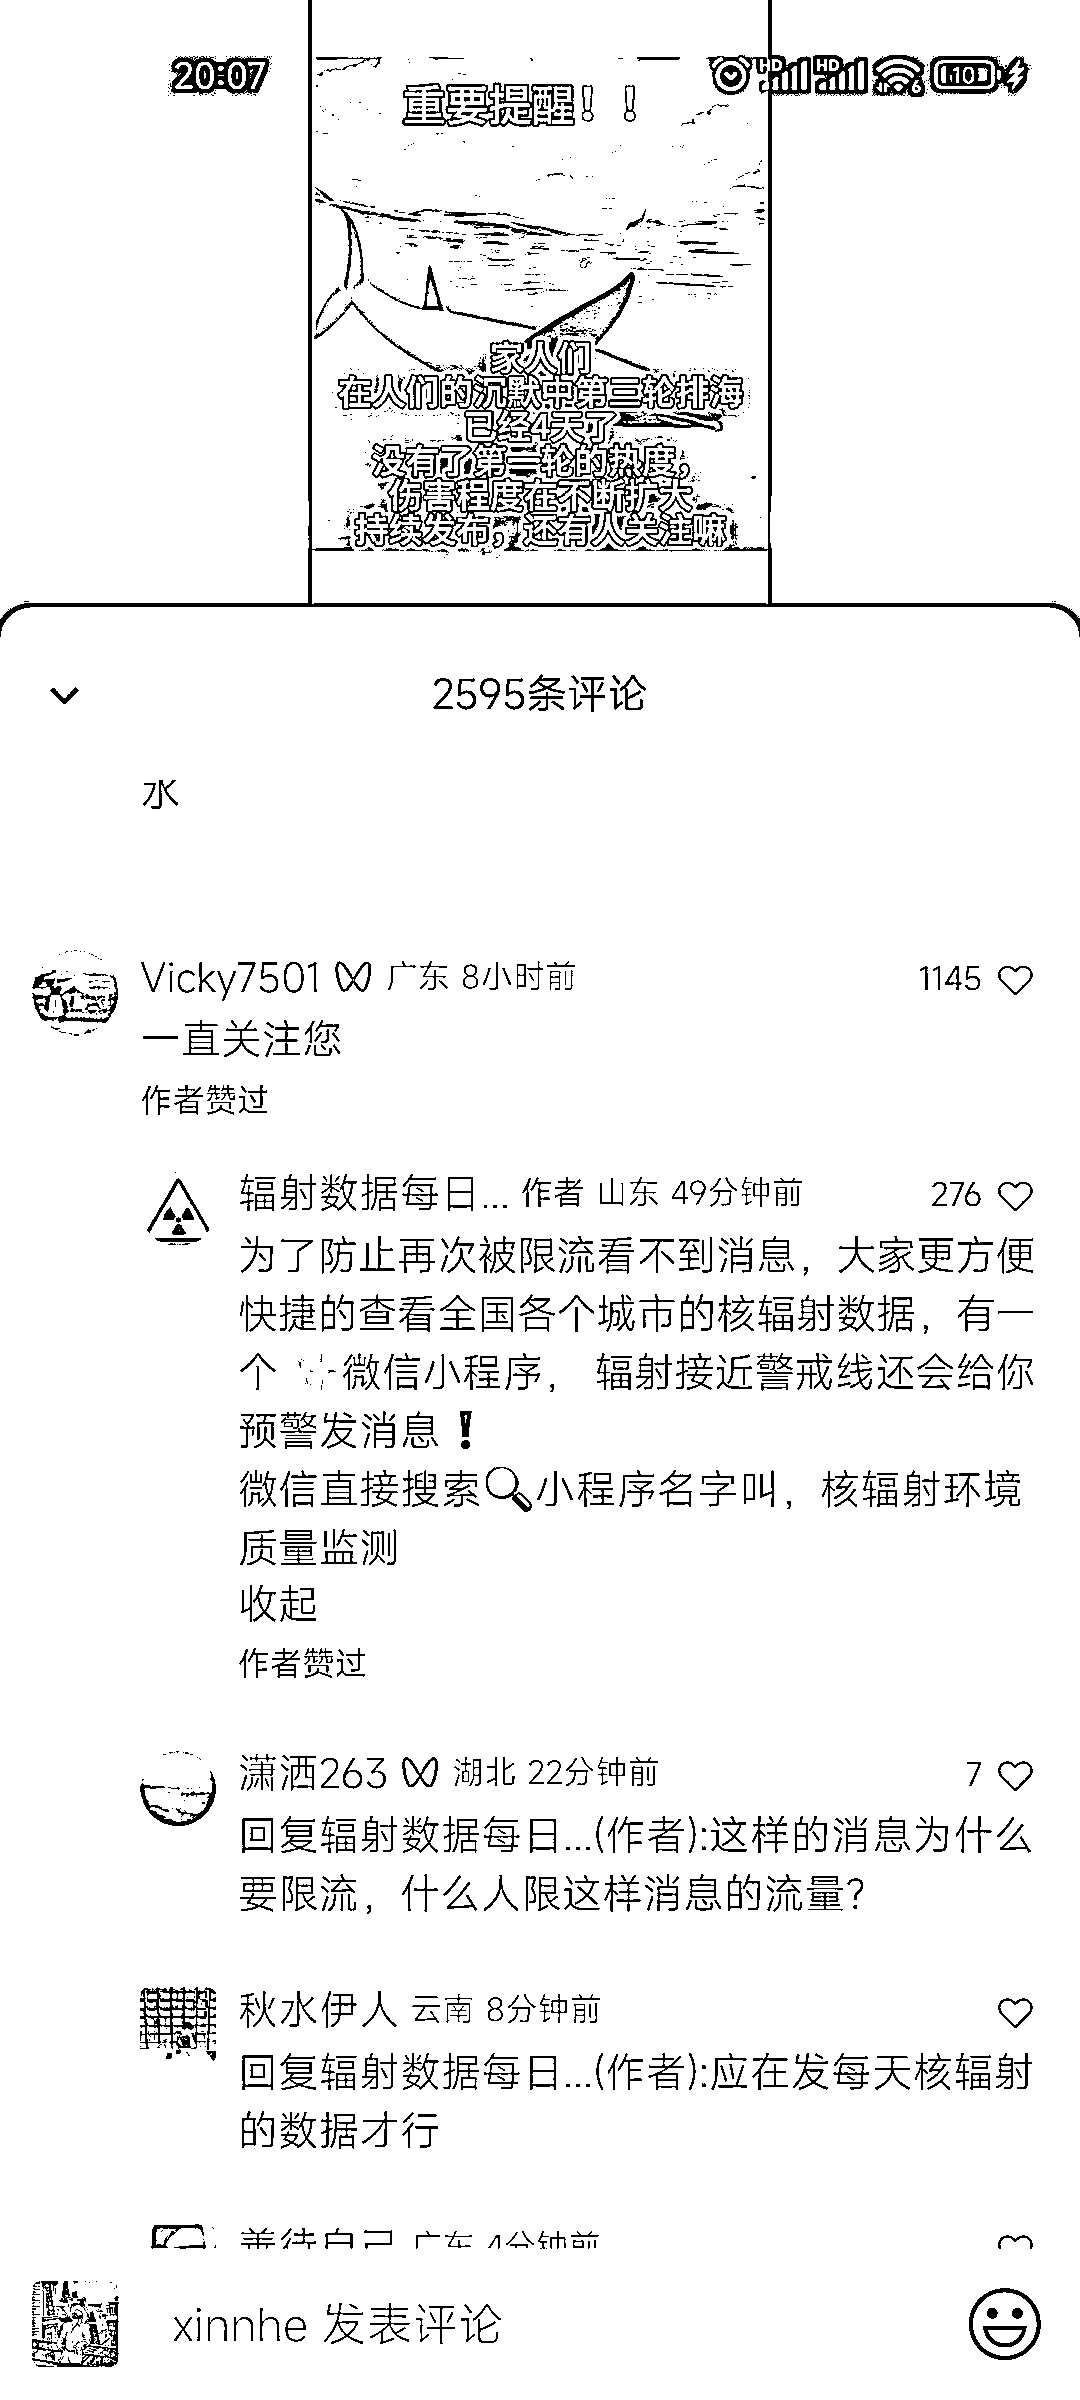 20:07
重要提醒！！
家人们
在人们的沉默中第三轮排海
已经4天了
没有了第一轮的热度，
伤害程度在不断扩大
持续发布，还有人关注嘛
2595条评论
水
Vicky7501 广东 8小时前 1145
一直关注您
作者赞过
辐射数据每日... 作者 山东 49分钟前 276
为了防止再次被限流看不到消息，大家更方便
快捷的查看全国各个城市的核辐射数据，有一
个 微信小程序， 辐射接近警戒线还会给你
预警发消息❗
微信直接搜索🔍小程序名字叫，核辐射环境
质量监测
收起
作者赞过
潇洒263 湖北 22分钟前 7
回复辐射数据每日...(作者):这样的消息为什么
要限流，什么人限这样消息的流量?
秋水伊人 云南 8分钟前
回复辐射数据每日...(作者):应在发每天核辐射
的数据才行
善待自己 广东 4分钟前
xinnhe 发表评论